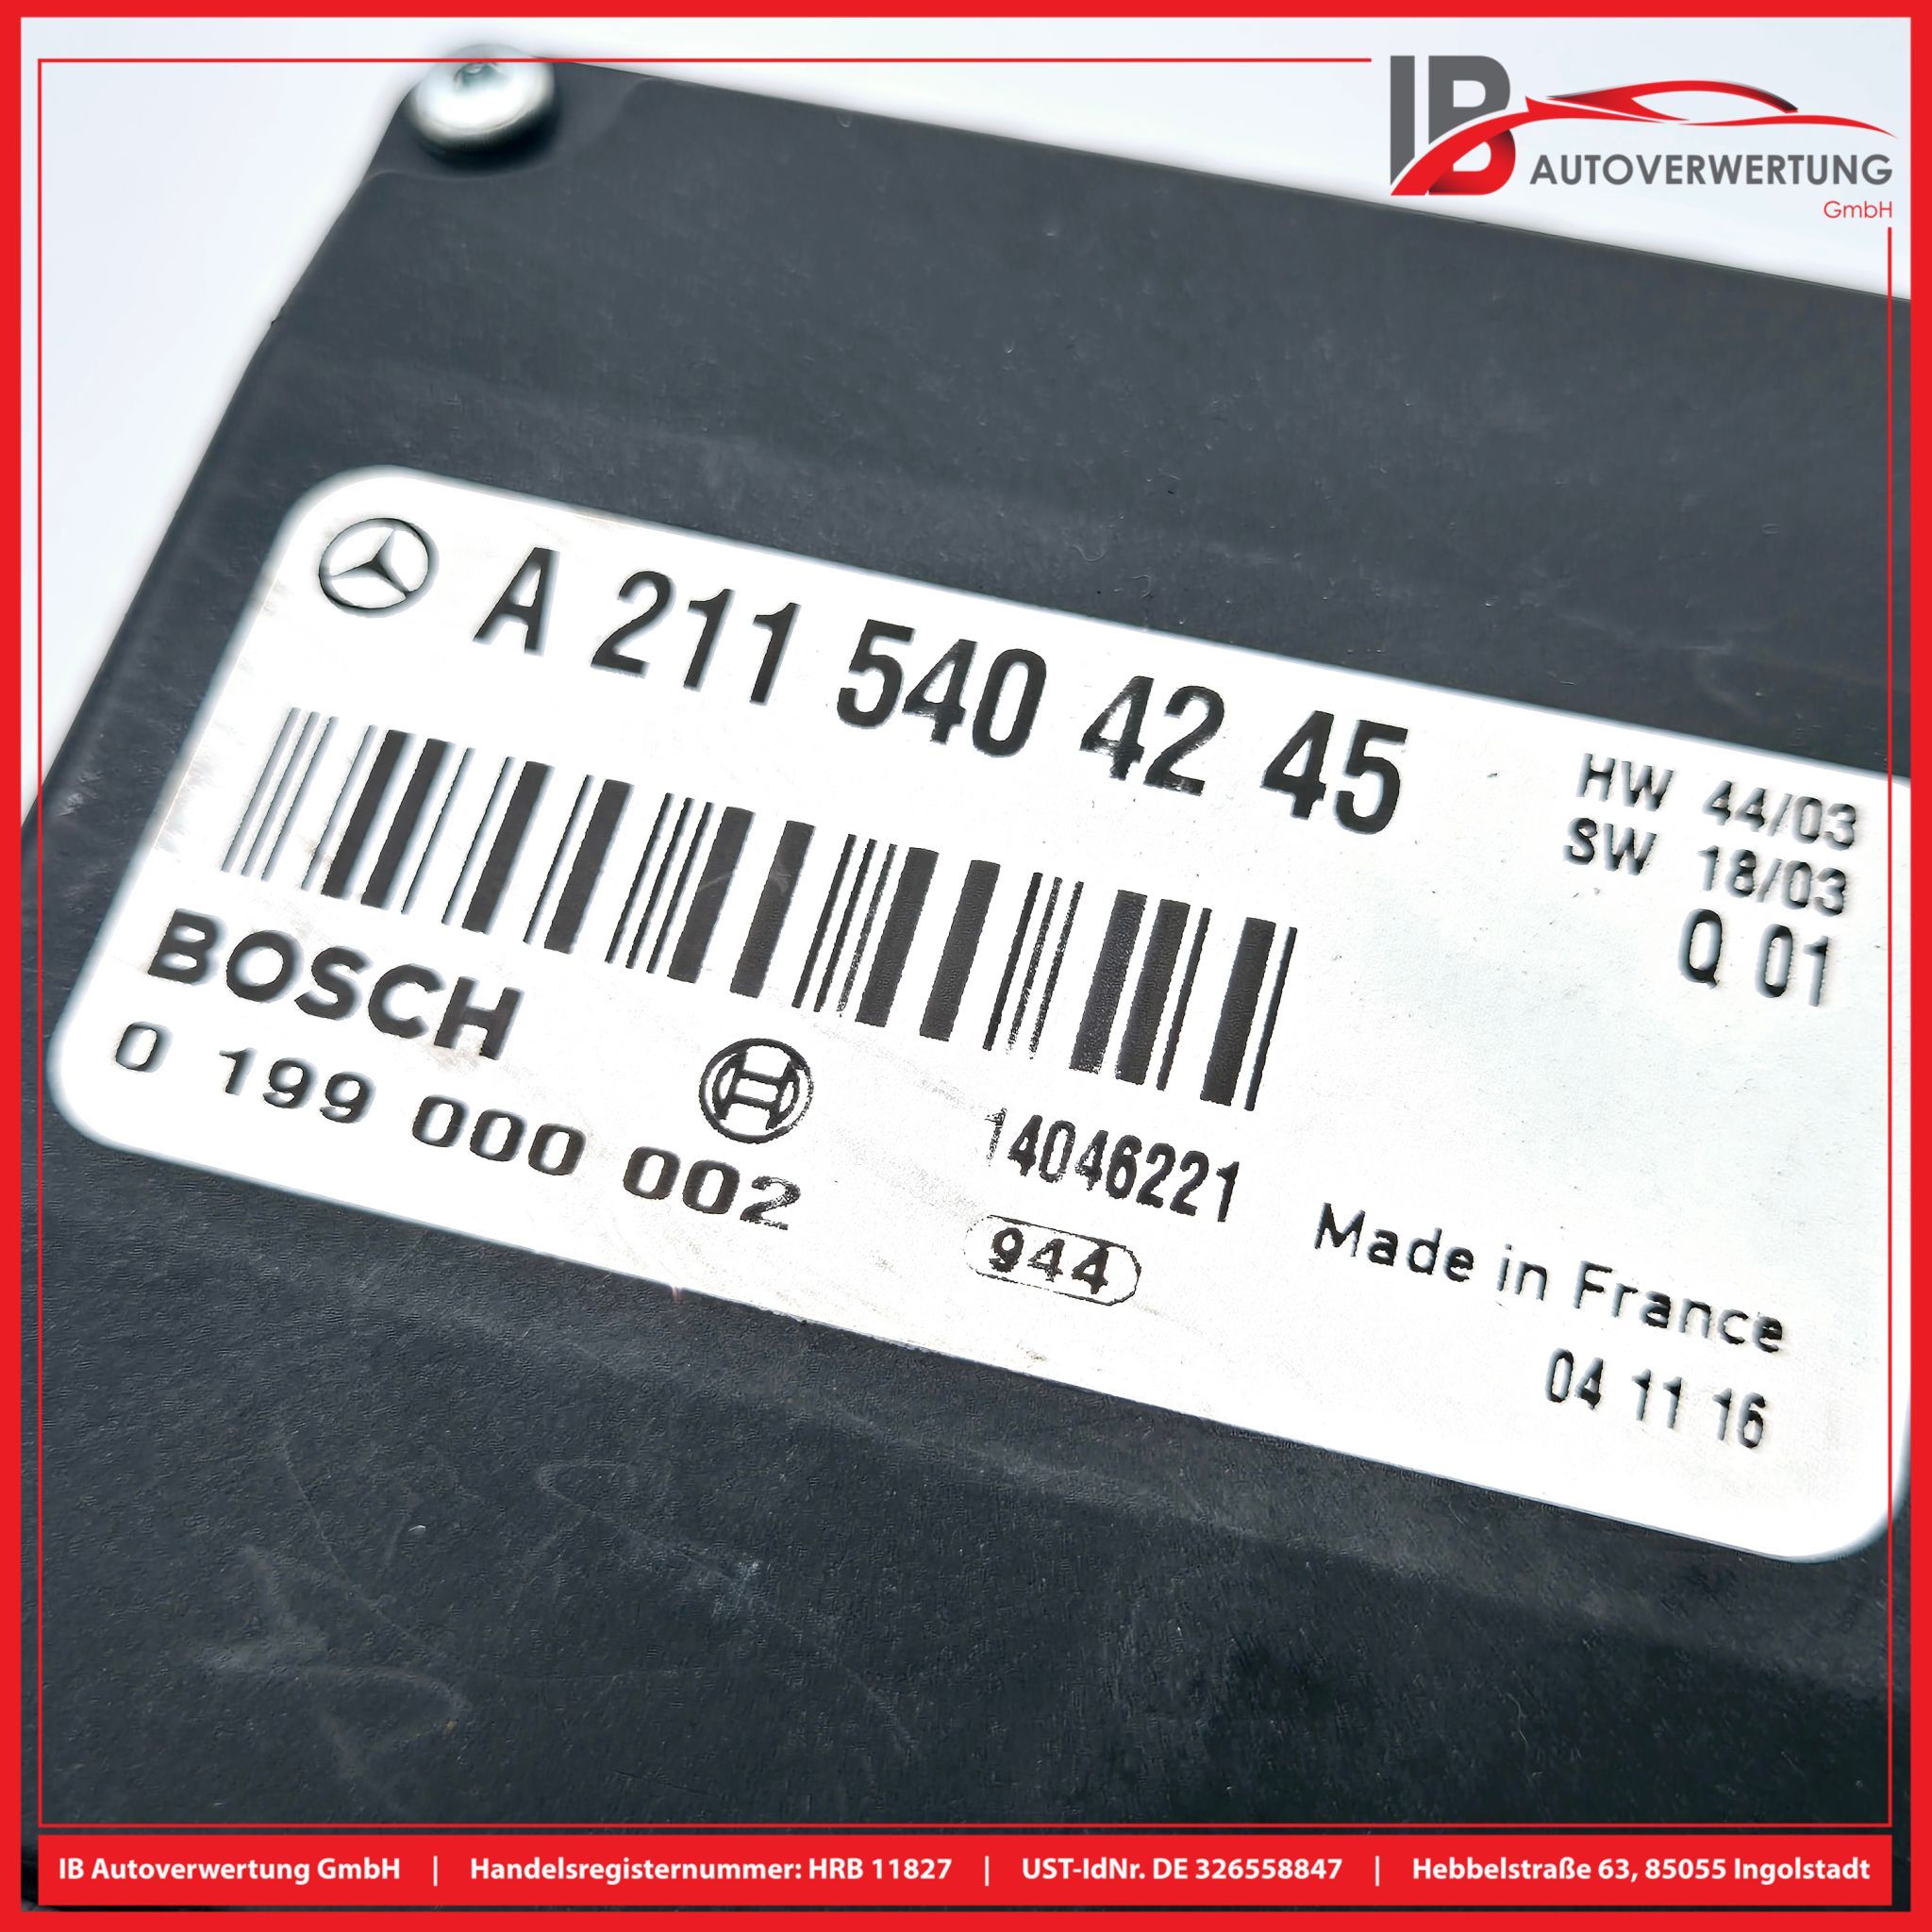 IB
AUTOVERWERTUNG
GmbH
A 211 540 42 45
HW 44/03
SW 18/03
Q 01
BOSCH
0 199 000 002
14046221
944
Made in France
04 11 16
IB Autoverwertung GmbH | Handelsregisternummer: HRB 11827 | UST-IdNr. DE 326558847 | Hebbelstraße 63, 85055 Ingolstadt